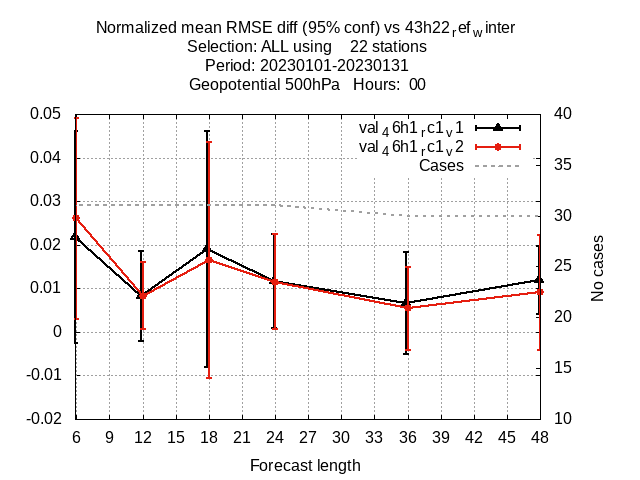 Normalized mean RMSE diff (95% conf) vs 43h22_ref_winter
Selection: ALL using 22 stations
Period: 20230101-20230131
Geopotential 500hPa Hours: 00
val_46h1_rc1_v1
val_46h1_rc1_v2
Cases
0.05
0.04
0.03
0.02
0.01
0
-0.01
-0.02
40
35
30
25
20
15
10
No cases
6 9 12 15 18 21 24 27 30 33 36 39 42 45 48
Forecast length